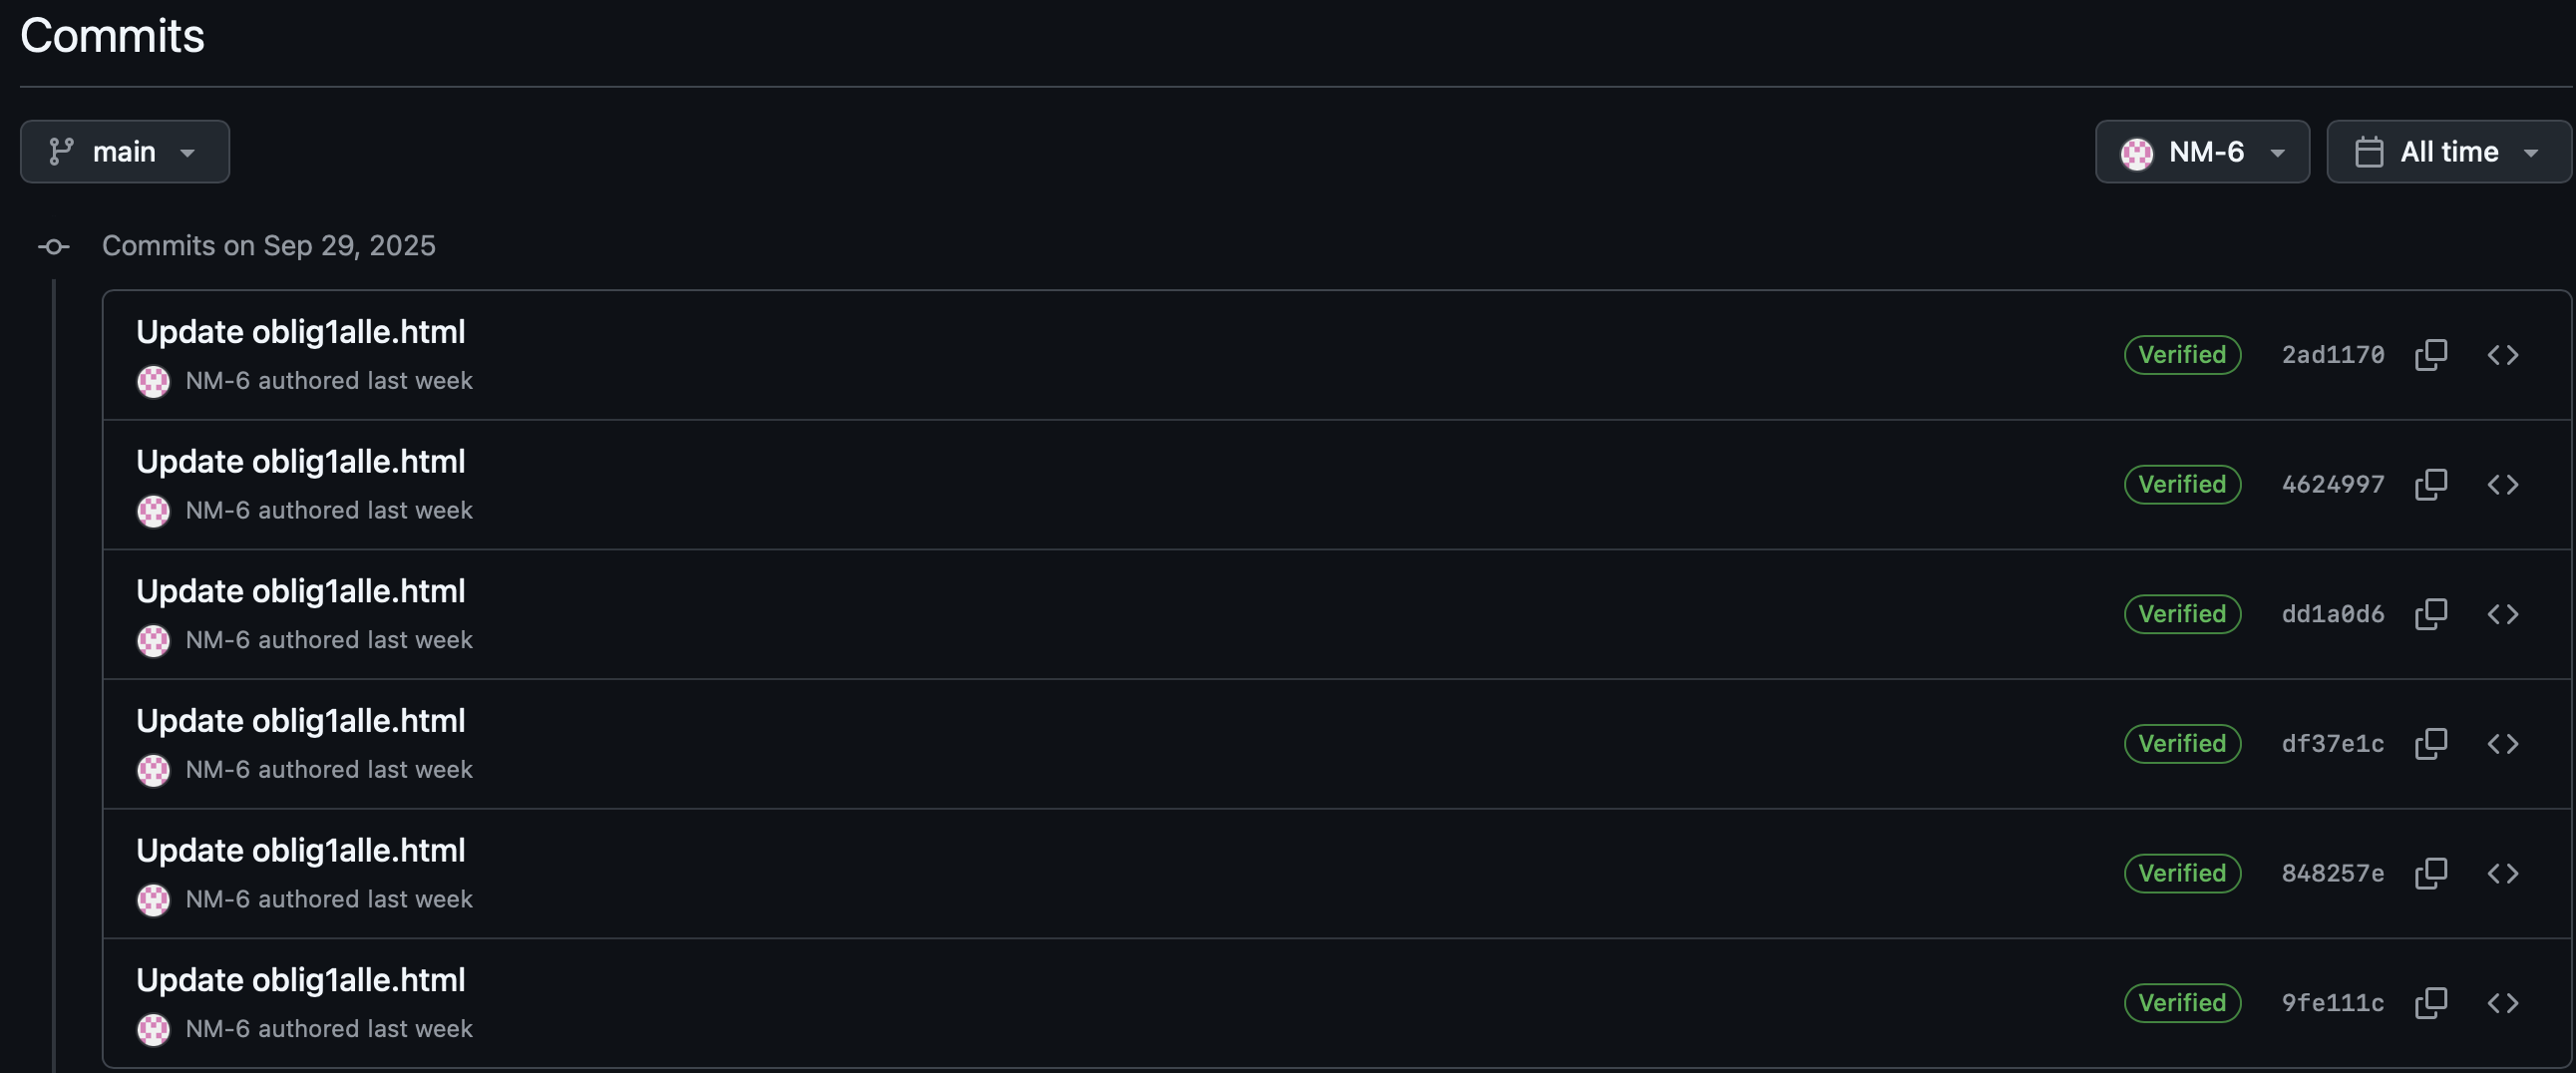 Commits
main
NM-6
All time
Commits on Sep 29, 2025
Update oblig1alle.html
NM-6 authored last week
Verified
2ad1170
Update oblig1alle.html
NM-6 authored last week
Verified
4624997
Update oblig1alle.html
NM-6 authored last week
Verified
dd1a0d6
Update oblig1alle.html
NM-6 authored last week
Verified
df37e1c
Update oblig1alle.html
NM-6 authored last week
Verified
848257e
Update oblig1alle.html
NM-6 authored last week
Verified
9fe111c